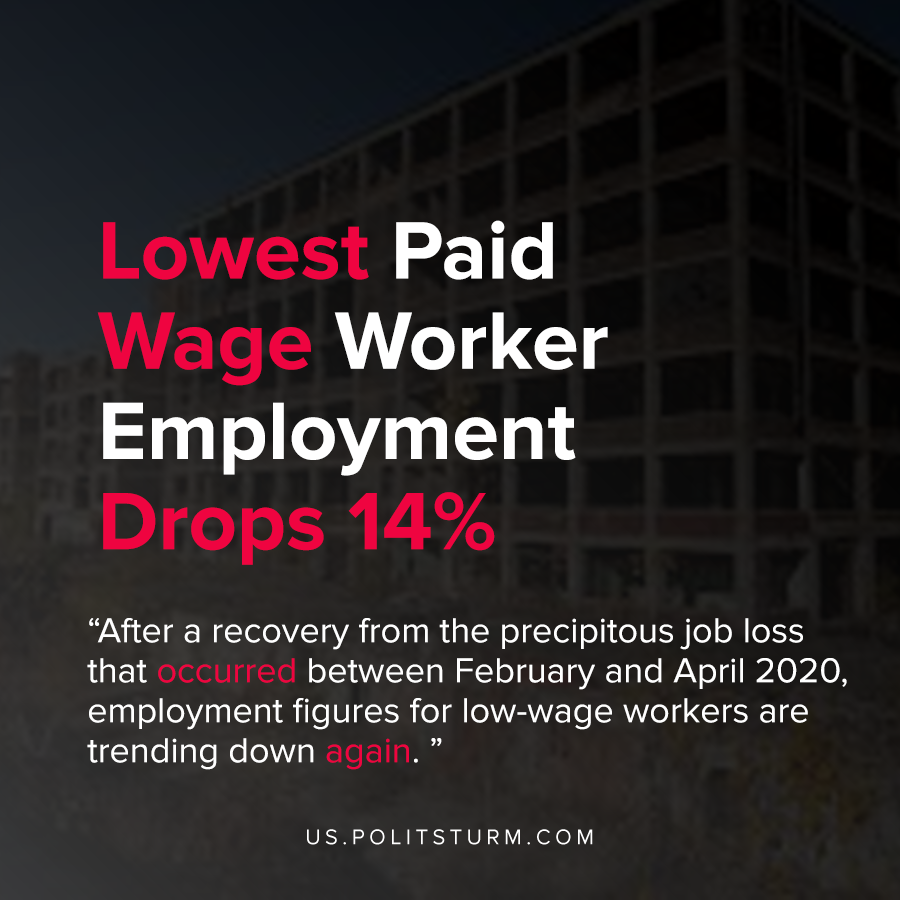 Lowest Paid
Wage Worker
Employment
Drops 14%
“After a recovery from the precipitous job loss
that occurred between February and April 2020,
employment figures for low-wage workers are
trending down again. ”
US.POLITSTURM.COM